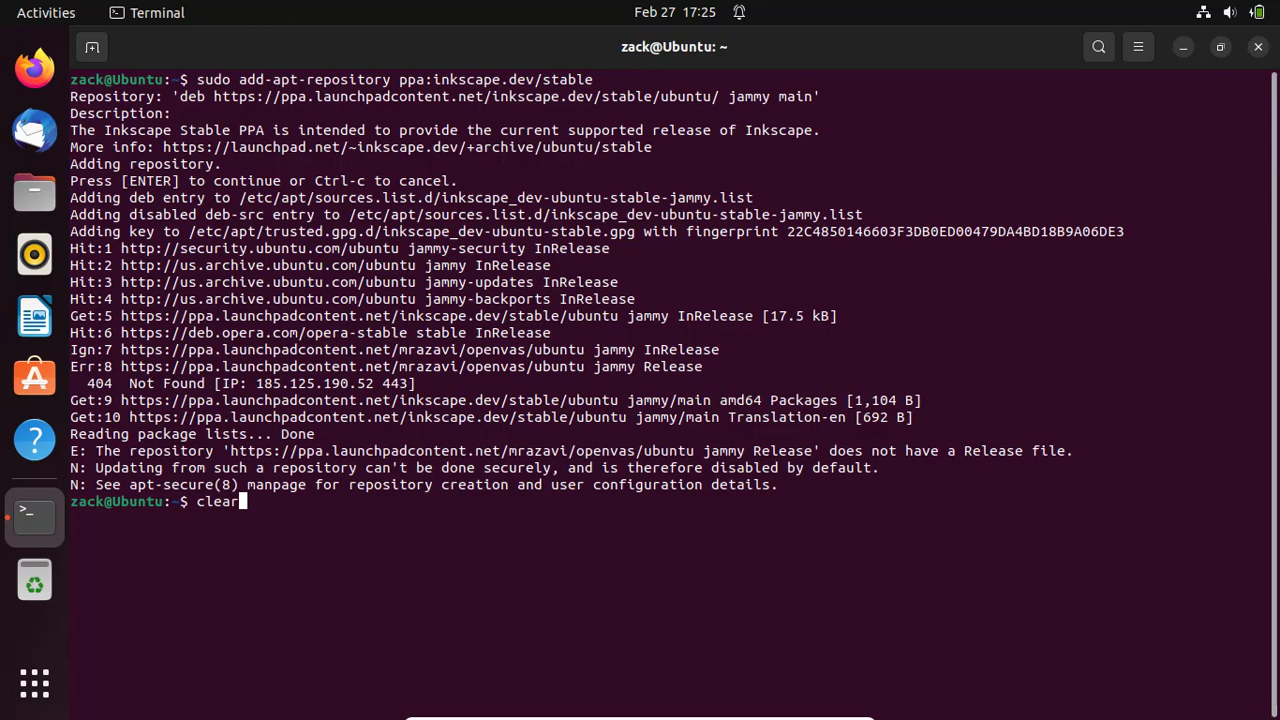 Activities
Terminal
Feb 27 17:25
zack@Ubuntu: ~
zack@Ubuntu:~$ sudo add-apt-repository ppa:inkscape.dev/stable
Repository: 'deb https://ppa.launchpadcontent.net/inkscape.dev/stable/ubuntu/ jammy main'
Description:
The Inkscape Stable PPA is intended to provide the current supported release of Inkscape.
More info: https://launchpad.net/~inkscape.dev/+archive/ubuntu/stable
Adding repository.
Press [ENTER] to continue or Ctrl-c to cancel.
Adding deb entry to /etc/apt/sources.list.d/inkscape_dev-ubuntu-stable-jammy.list
Adding disabled deb-src entry to /etc/apt/sources.list.d/inkscape_dev-ubuntu-stable-jammy.list
Adding key to /etc/apt/trusted.gpg.d/inkscape_dev-ubuntu-stable.gpg with fingerprint 22C4850146603F3DB0ED00479DA4BD18B9A06DE3
Hit:1 http://security.ubuntu.com/ubuntu jammy-security InRelease
Hit:2 http://us.archive.ubuntu.com/ubuntu jammy InRelease
Hit:3 http://us.archive.ubuntu.com/ubuntu jammy-updates InRelease
Hit:4 http://us.archive.ubuntu.com/ubuntu jammy-backports InRelease
Get:5 https://ppa.launchpadcontent.net/inkscape.dev/stable/ubuntu jammy InRelease [17.5 kB]
Hit:6 https://deb.opera.com/opera-stable stable InRelease
Ign:7 https://ppa.launchpadcontent.net/mrazavi/openvas/ubuntu jammy InRelease
Err:8 https://ppa.launchpadcontent.net/mrazavi/openvas/ubuntu jammy Release
  404  Not Found [IP: 185.125.190.52 443]
Get:9 https://ppa.launchpadcontent.net/inkscape.dev/stable/ubuntu jammy/main amd64 Packages [1,104 B]
Get:10 https://ppa.launchpadcontent.net/inkscape.dev/stable/ubuntu jammy/main Translation-en [692 B]
Reading package lists... Done
E: The repository 'https://ppa.launchpadcontent.net/mrazavi/openvas/ubuntu jammy Release' does not have a Release file.
N: Updating from such a repository can't be done securely, and is therefore disabled by default.
N: See apt-secure(8) manpage for repository creation and user configuration details.
zack@Ubuntu:~$ clear